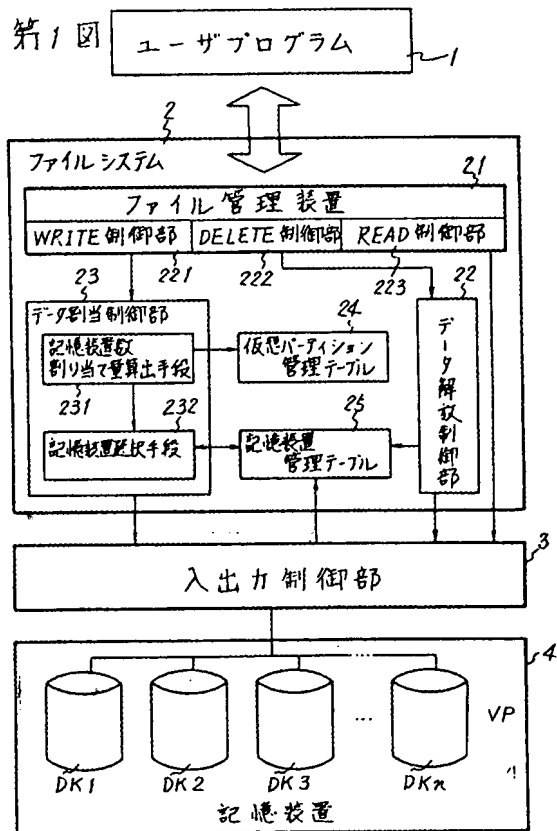 第1図
ユーザプログラム
1
2
ファイルシステム
21
ファイル管理装置
WRITE制御部 DELETE制御部 READ制御部
221 222 223
23
22
データ割当制御部
記憶装置数
割り当て量算出手段
231
24
仮想パーティション
管理テーブル
232
記憶装置選択手段
25
記憶装置
管理テーブル
データ解放制御部
3
入出力制御部
4
DK1 DK2 DK3 … DKn
VP
記憶装置